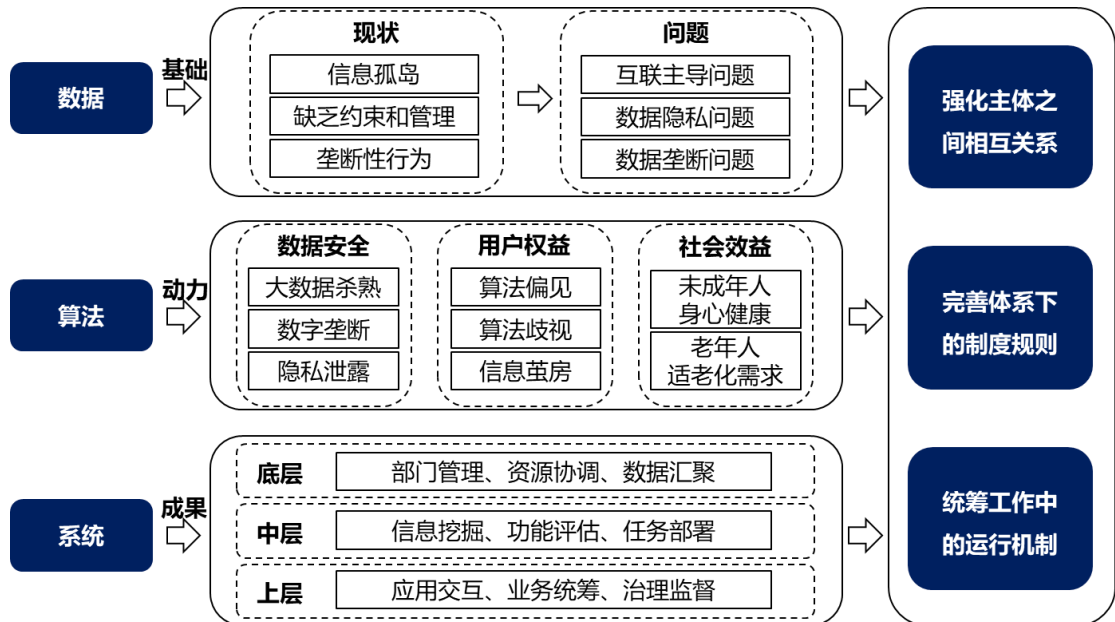 数据
基础
现状
信息孤岛
缺乏约束和管理
垄断性行为
问题
互联主导问题
数据隐私问题
数据垄断问题
强化主体之
间相互关系
算法
动力
数据安全
大数据杀熟
数字垄断
隐私泄露
用户权益
算法偏见
算法歧视
信息茧房
社会效益
未成年人
身心健康
老年人
适老化需求
完善体系下
的制度规则
系统
成果
底层
部门管理、资源协调、数据汇聚
中层
信息挖掘、功能评估、任务部署
上层
应用交互、业务统筹、治理监督
统筹工作中
的运行机制